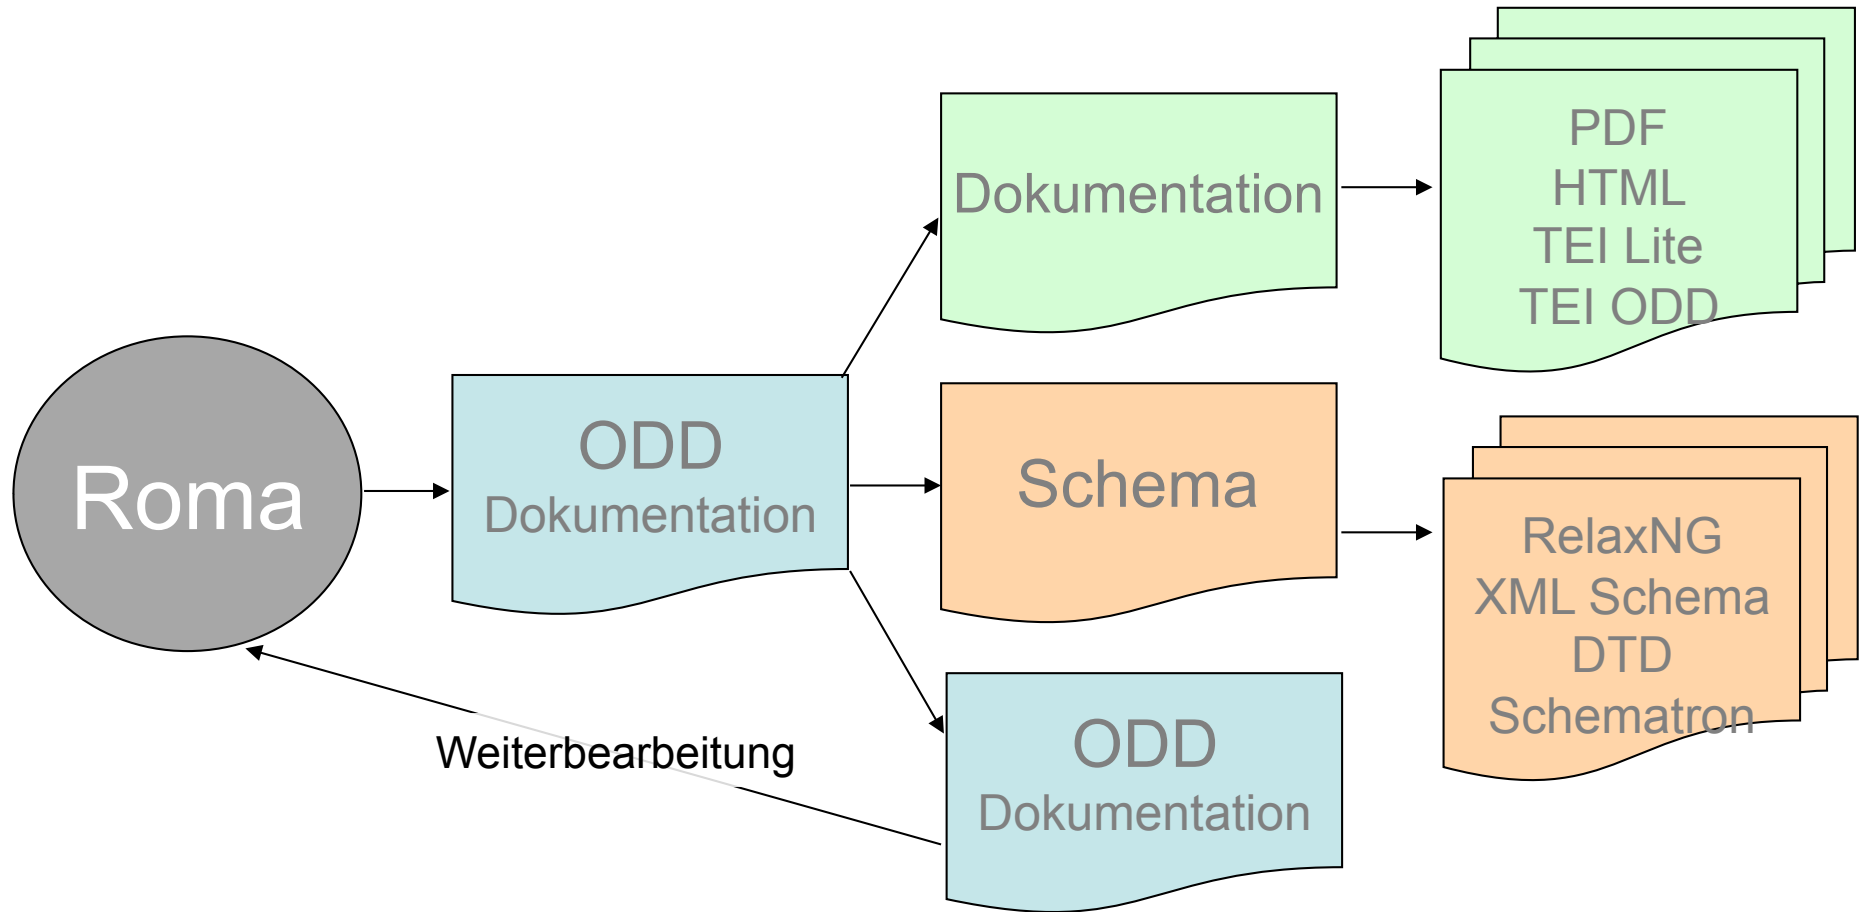 Roma
ODD
Dokumentation
Dokumentation
PDF
HTML
TEI Lite
TEI ODD
Schema
RelaxNG
XML Schema
DTD
Schematron
ODD
Dokumentation
Weiterbearbeitung